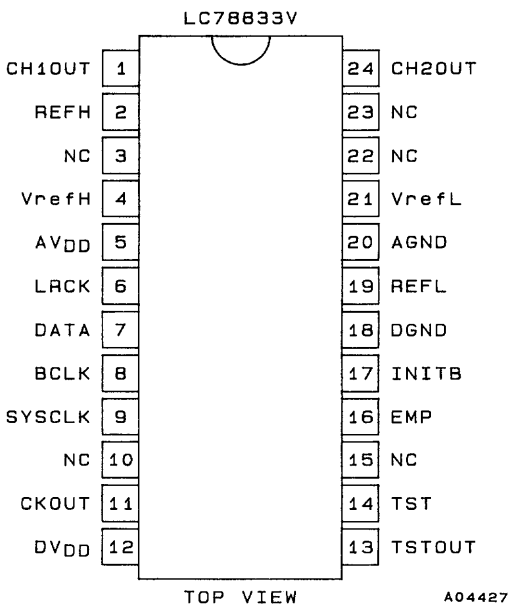 LC78833V
CH1OUT 1 24 CH2OUT
REFH 2 23 NC
NC 3 22 NC
VrefH 4 21 VrefL
AVDD 5 20 AGND
LRCK 6 19 REFL
DATA 7 18 DGND
BCLK 8 17 INITB
SYSCLK 9 16 EMP
NC 10 15 NC
CKOUT 11 14 TST
DVDD 12 13 TSTOUT
TOP VIEW A04427